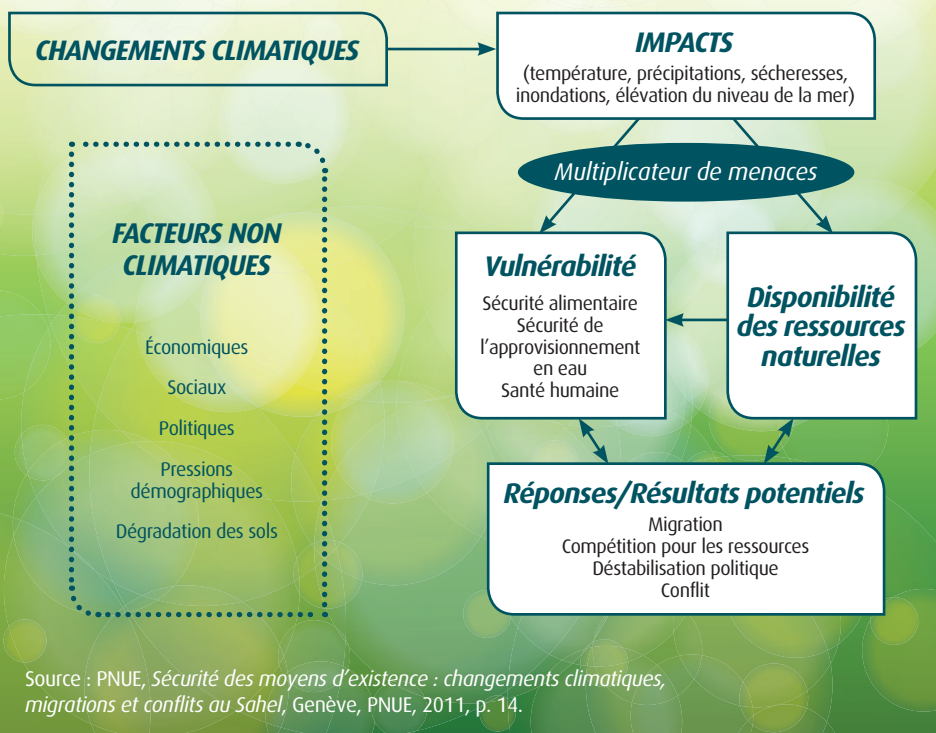 CHANGEMENTS CLIMATIQUES
IMPACTS
(température, précipitations, sécheresses,
inondations, élévation du niveau de la mer)
Multiplicateur de menaces
FACTEURS NON
CLIMATIQUES
Économiques
Sociaux
Politiques
Pressions
démographiques
Dégradation des sols
Vulnérabilité
Sécurité alimentaire
Sécurité de
l'approvisionnement
en eau
Santé humaine
Disponibilité
des ressources
naturelles
Réponses/Résultats potentiels
Migration
Compétition pour les ressources
Déstabilisation politique
Conflit
Source : PNUE, Sécurité des moyens d'existence : changements climatiques,
migrations et conflits au Sahel, Genève, PNUE, 2011, p. 14.